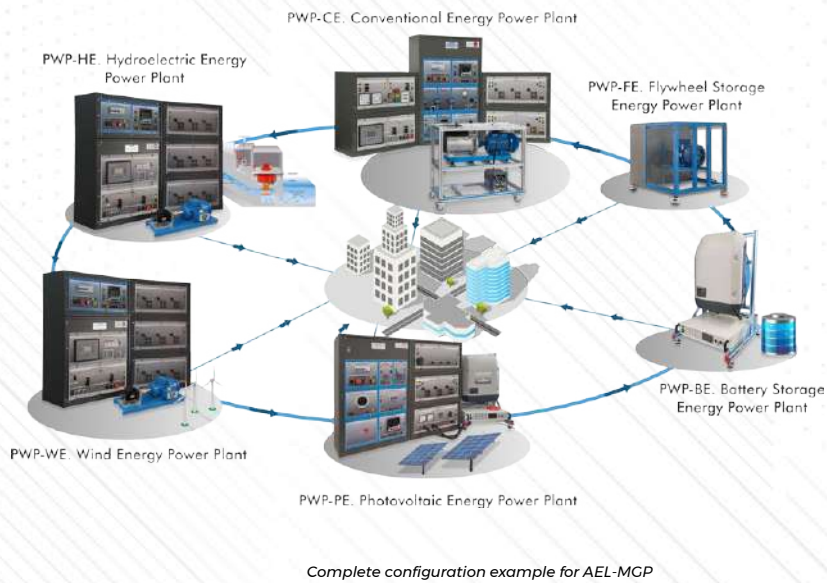 PWP-CE. Conventional Energy Power Plant
PWP-HE. Hydroelectric Energy
Power Plant
PWP-FE. Flywheel Storage
Energy Power Plant
PWP-BE. Battery Storage
Energy Power Plant
PWP-WE. Wind Energy Power Plant
PWP-PE. Photovoltaic Energy Power Plant
Complete configuration example for AEL-MGP